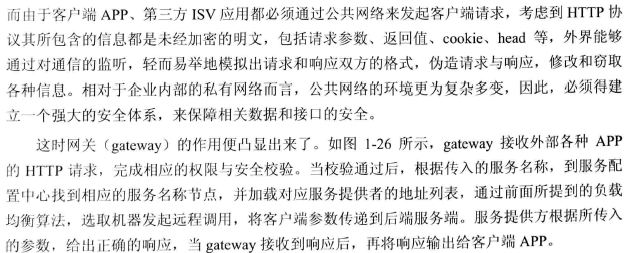 而由于客户端 APP、第三方 ISV 应用都必须通过公共网络来发起客户端请求，考虑到 HTTP 协
议其所包含的信息都是未经加密的明文，包括请求参数、返回值、cookie、head 等，外界能够
通过对通信的监听，轻而易举地模拟出请求和响应双方的格式，伪造请求与响应，修改和窃取
各种信息。相对于企业内部的私有网络而言，公共网络的环境更为复杂多变，因此，必须得建
立一个强大的安全体系，来保障相关数据和接口的安全。
这时网关（gateway）的作用便凸显出来了。如图 1-26 所示，gateway 接收外部各种 APP
的 HTTP 请求，完成相应的权限与安全校验。当校验通过后，根据传入的服务名称，到服务配
置中心找到相应的服务名称节点，并加载对应服务提供者的地址列表，通过前面所提到的负载
均衡算法，选取机器发起远程调用，将客户端参数传递到后端服务端。服务提供方根据所传入
的参数，给出正确的响应，当 gateway 接收到响应后，再将响应输出给客户端 APP。